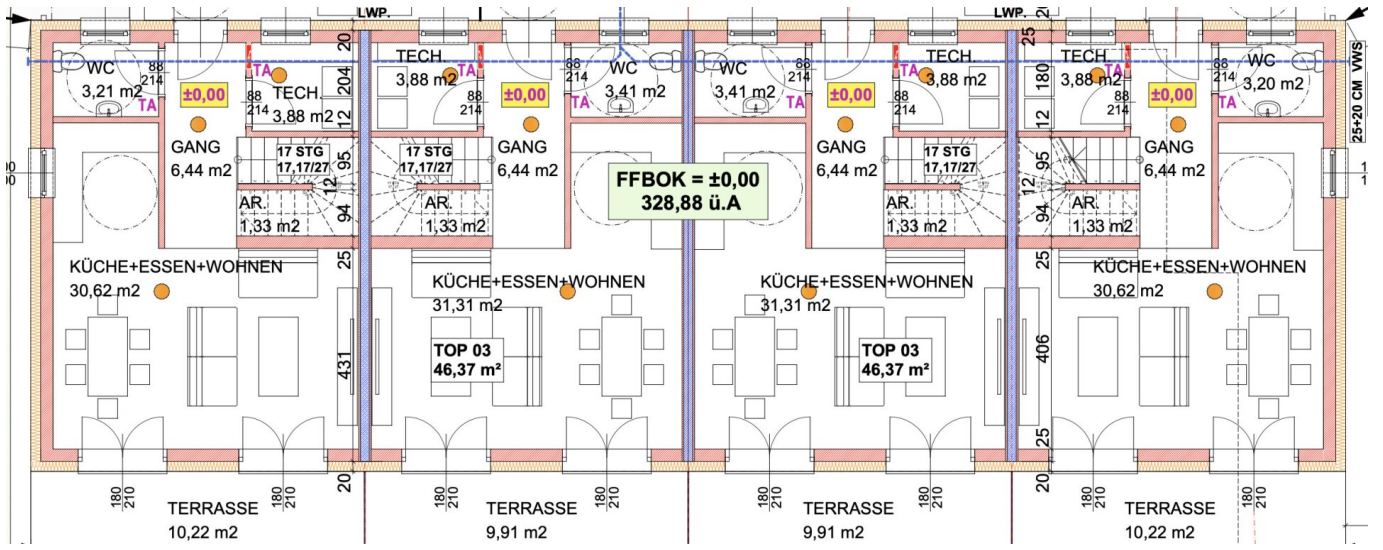 LWP.
LWP.
20
25
25+20 CM VWS
WC
3,21 m2
TA
88
214
±0,00
TA
TECH.
3,88 m2
88
214
204
12
TECH.
3,88 m2
88
214
±0,00
88
214
TA
WC
3,41 m2
WC
3,41 m2
88
214
TA
±0,00
TA
TECH.
3,88 m2
88
214
180
12
TECH.
3,88 m2
TA
88
214
±0,00
88
214
TA
WC
3,20 m2
GANG
6,44 m2
17 STG
17,17/27
95
12
94
17 STG
17,17/27
GANG
6,44 m2
FFBOK = ±0,00
328,88 ü.A
GANG
6,44 m2
17 STG
17,17/27
95
12
94
GANG
6,44 m2
AR.
1,33 m2
AR.
1,33 m2
AR.
1,33 m2
AR.
1,33 m2
25
25
KÜCHE+ESSEN+WOHNEN
30,62 m2
KÜCHE+ESSEN+WOHNEN
31,31 m2
KÜCHE+ESSEN+WOHNEN
31,31 m2
KÜCHE+ESSEN+WOHNEN
30,62 m2
431
TOP 03
46,37 m²
TOP 03
46,37 m²
406
25
20
20
180
210
180
210
180
210
180
210
180
210
180
210
180
210
180
210
TERRASSE
10,22 m2
TERRASSE
9,91 m2
TERRASSE
9,91 m2
TERRASSE
10,22 m2